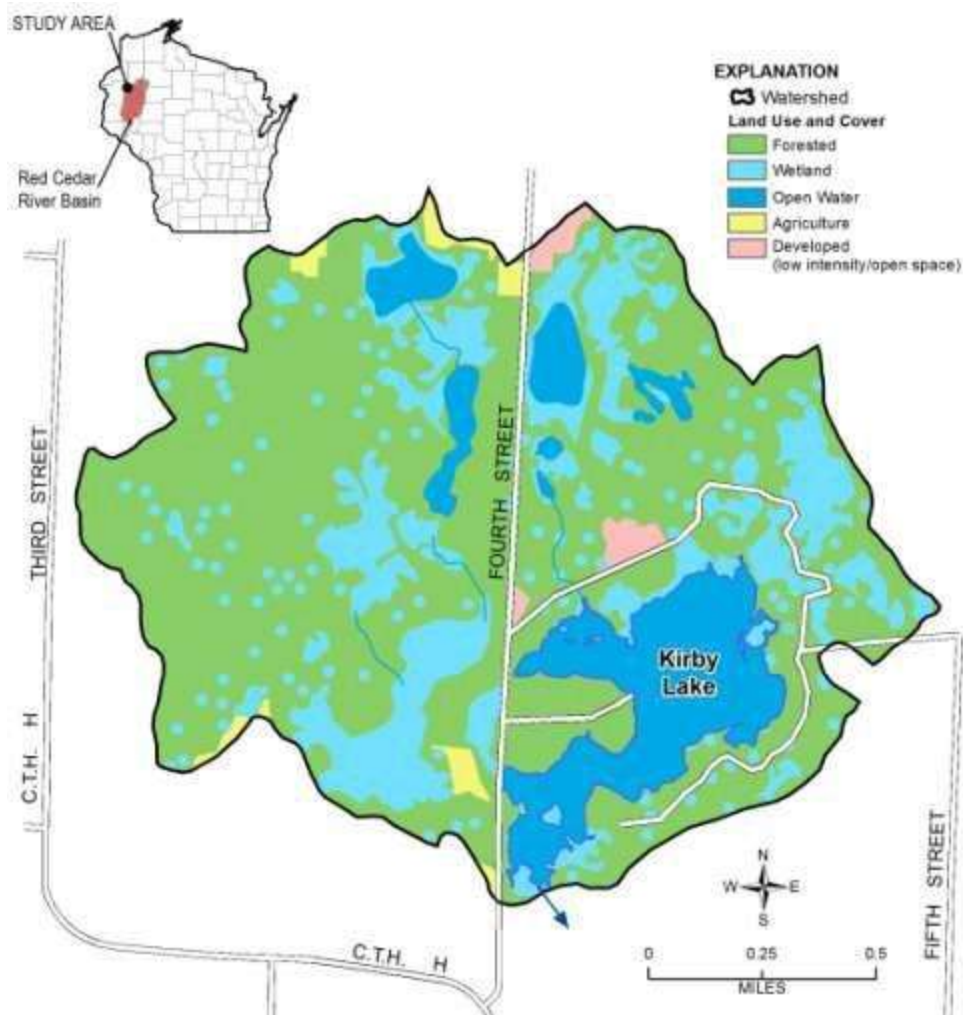 STUDY AREA
Red Cedar
River Basin
EXPLANATION
Watershed
Land Use and Cover
Forested
Wetland
Open Water
Agriculture
Developed
(low intensity/open space)
THIRD STREET
FOURTH STREET
Kirby
Lake
C.T.H. H
FIFTH STREET
N
W E
S
C.T.H. H
0 0.25 0.5
MILES